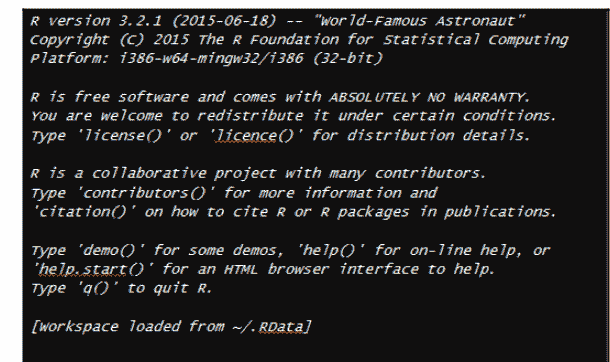 R version 3.2.1 (2015-06-18) -- "World-Famous Astronaut"
Copyright (C) 2015 The R Foundation for Statistical Computing
Platform: i386-w64-mingw32/i386 (32-bit)
R is free software and comes with ABSOLUTELY NO WARRANTY.
You are welcome to redistribute it under certain conditions.
Type 'license()' or 'licence()' for distribution details.
R is a collaborative project with many contributors.
Type 'contributors()' for more information and
'citation()' on how to cite R or R packages in publications.
Type 'demo()' for some demos, 'help()' for on-line help, or
'help.start()' for an HTML browser interface to help.
Type 'q()' to quit R.
[Workspace loaded from ~/.RData]